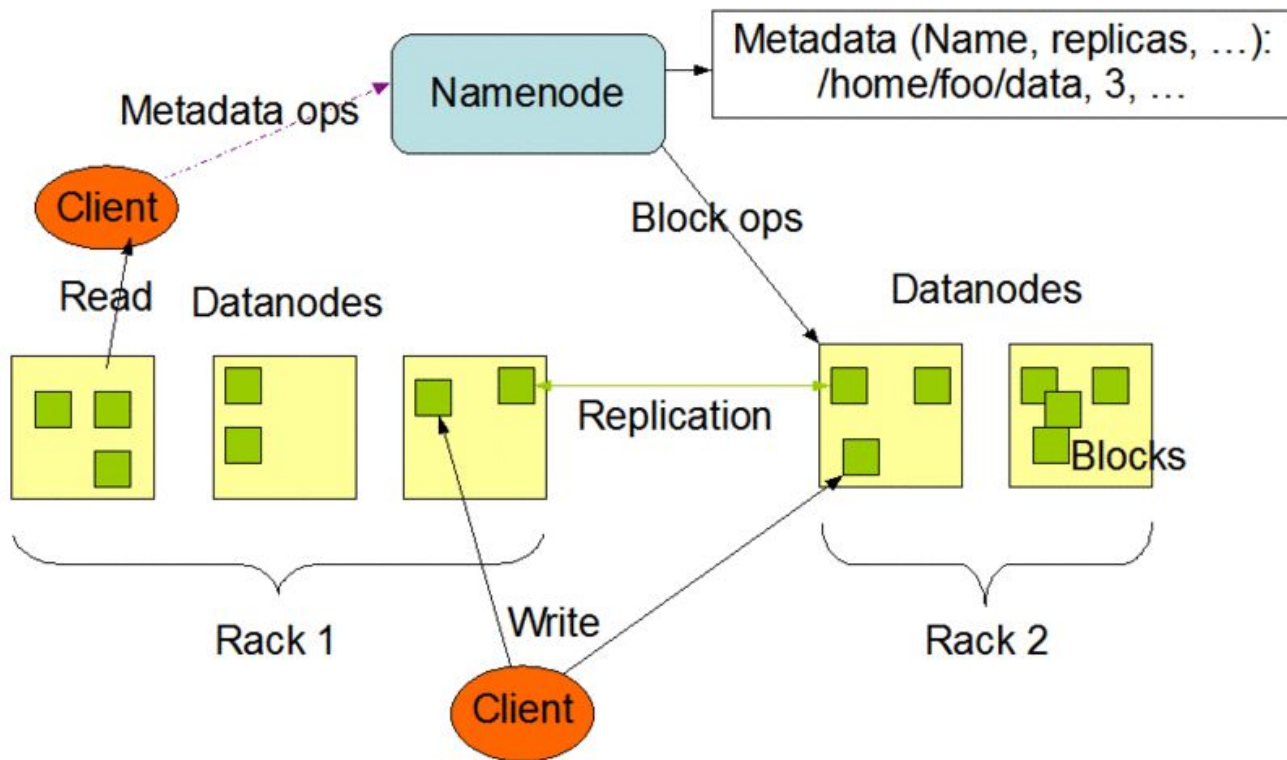 Metadata (Name, replicas, …):
/home/foo/data, 3, …
Namenode
Metadata ops
Client
Block ops
Read
Datanodes
Datanodes
Replication
Blocks
Rack 1
Write
Rack 2
Client